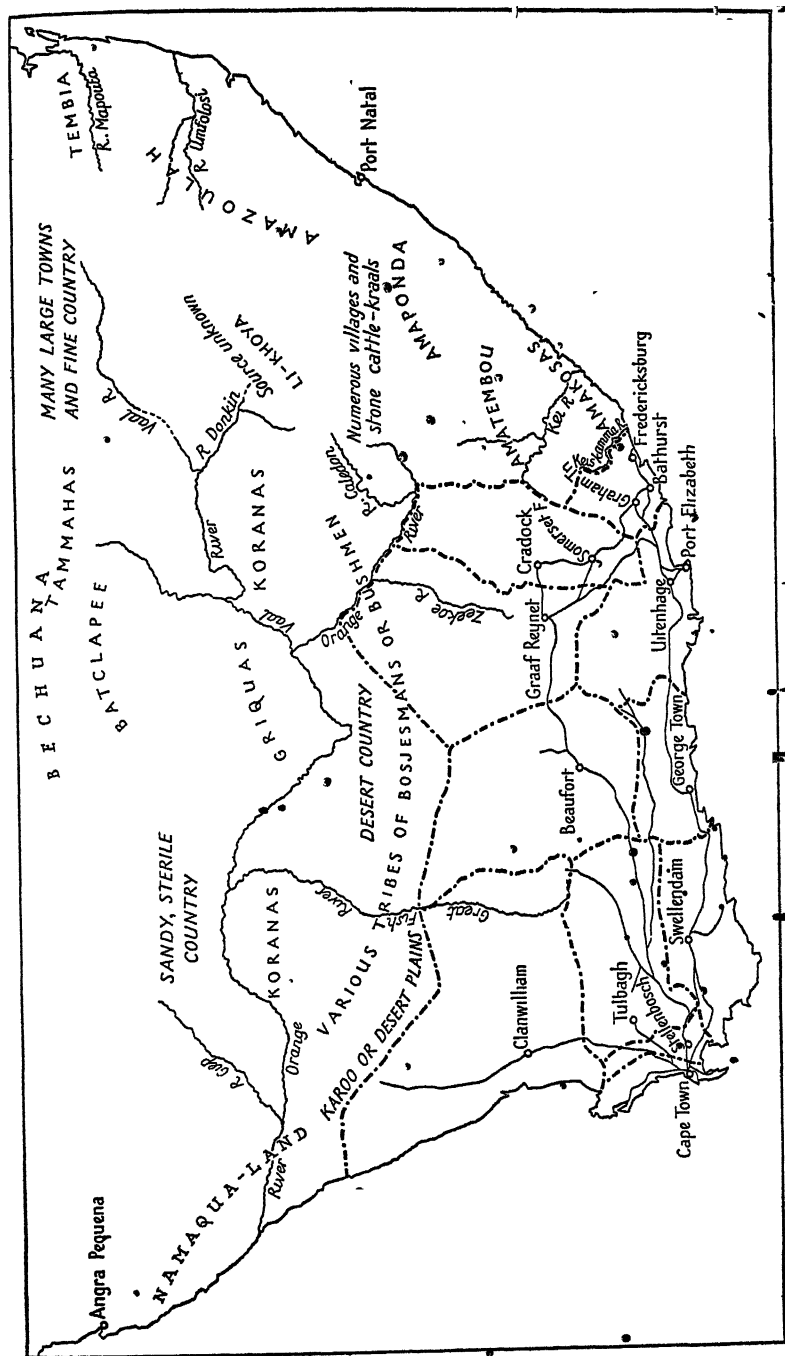 BECHUANA
TAMMAHAS
MANY LARGE TOWNS
AND FINE COUNTRY
TEMBIA
R. Mapouta
BATCLAPEE
Vaal R.
R Umfolosi
AMAZOULAH
SANDY, STERILE
COUNTRY
GRIQUAS
Vaal
River
R Donkin
Source unknown
LI-KHOYA
KORANAS
Angra Pequena
NAMAQUA-LAND
R. Giep
Orange
River
KORANAS
River
DESERT COUNTRY
Orange
River
R. Caledon
Numerous villages and
stone cattle-kraals
Port Natal
AMAPONDA
VARIOUS TRIBES OF BOSJESMANS OR BUSHMEN
KAROO OR DESERT PLAINS
Great
Fish
Zeekoe R.
AMATEMBOU
Kei R
AMAKOSAS
Clanwilliam
Beaufort
Graaf Reynet
Cradock
Somerset F.
Graham Tn
Keiskamma R
Fredericksburg
Bathurst
Port Elizabeth
Uitenhage
George Town
Swellendam
Tulbagh
Stellenbosch
Cape Town